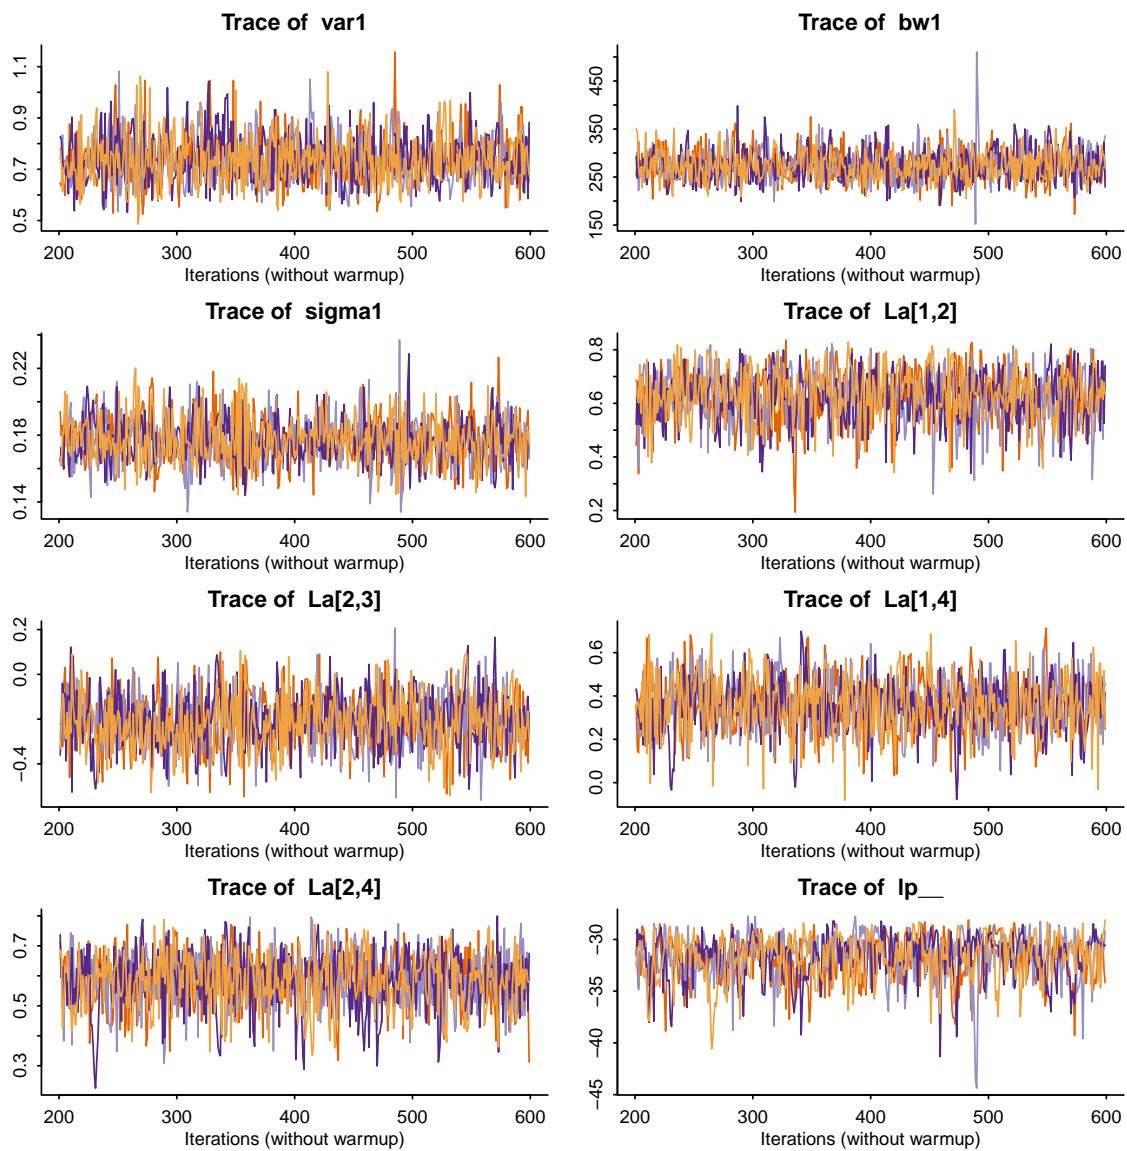 Trace of var1
1.1
0.9
0.7
0.5
200 300 400 500 600
Iterations (without warmup)
Trace of bw1
450
350
250
150
200 300 400 500 600
Iterations (without warmup)
Trace of sigma1
0.22
0.18
0.14
200 300 400 500 600
Iterations (without warmup)
Trace of La[1,2]
0.8
0.6
0.4
0.2
200 300 400 500 600
Iterations (without warmup)
Trace of La[2,3]
0.2
0.0
−0.4
200 300 400 500 600
Iterations (without warmup)
Trace of La[1,4]
0.6
0.4
0.2
0.0
200 300 400 500 600
Iterations (without warmup)
Trace of La[2,4]
0.7
0.5
0.3
200 300 400 500 600
Iterations (without warmup)
Trace of lp__
−30
−35
−40
−45
200 300 400 500 600
Iterations (without warmup)